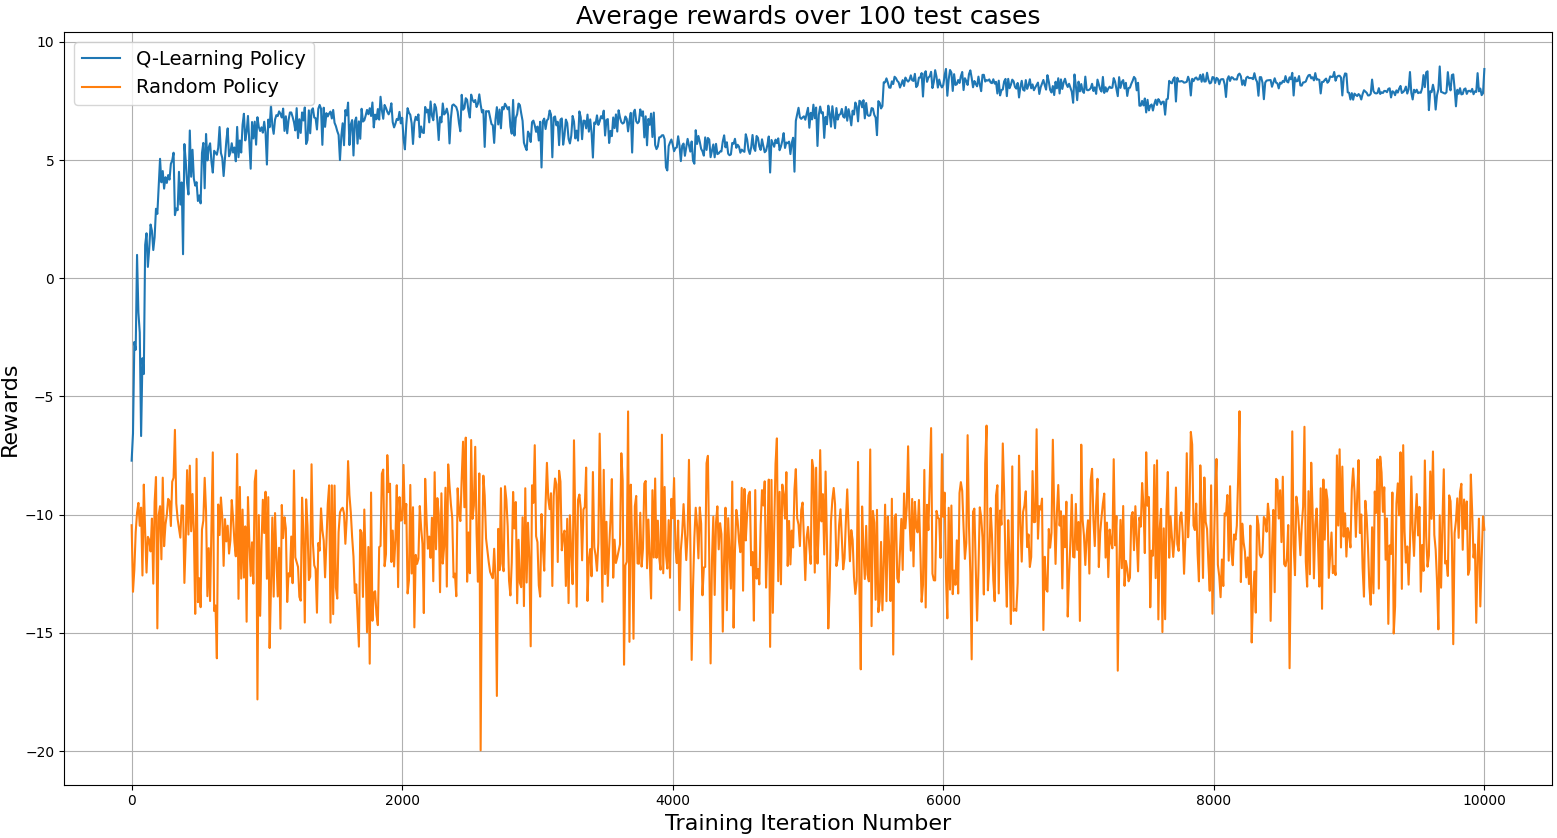 Average rewards over 100 test cases
Q-Learning Policy
Random Policy
Rewards
10
5
0
−5
−10
−15
−20
0
2000
4000
6000
8000
10000
Training Iteration Number